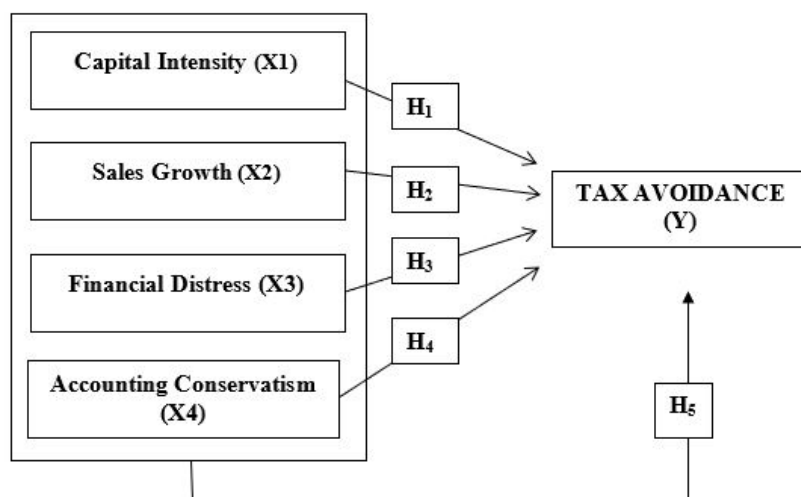 Capital Intensity (X1)
H₁
Sales Growth (X2)
H₂
TAX AVOIDANCE
(Y)
Financial Distress (X3)
H₃
H₄
Accounting Conservatism
(X4)
H₅